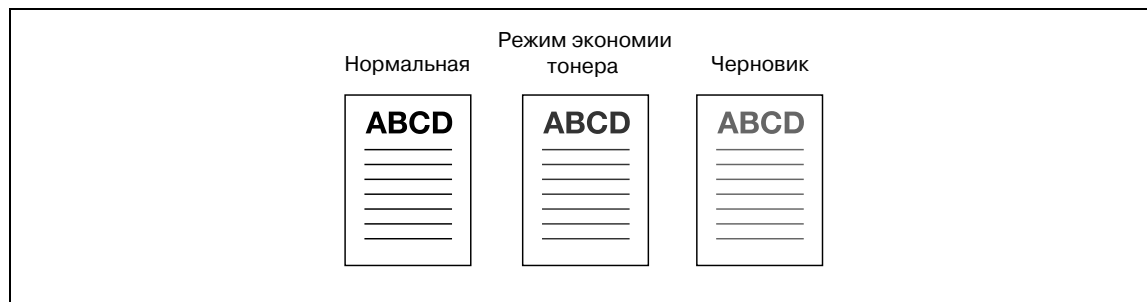 Нормальная
Режим экономии
тонера
Черновик
ABCD
ABCD
ABCD